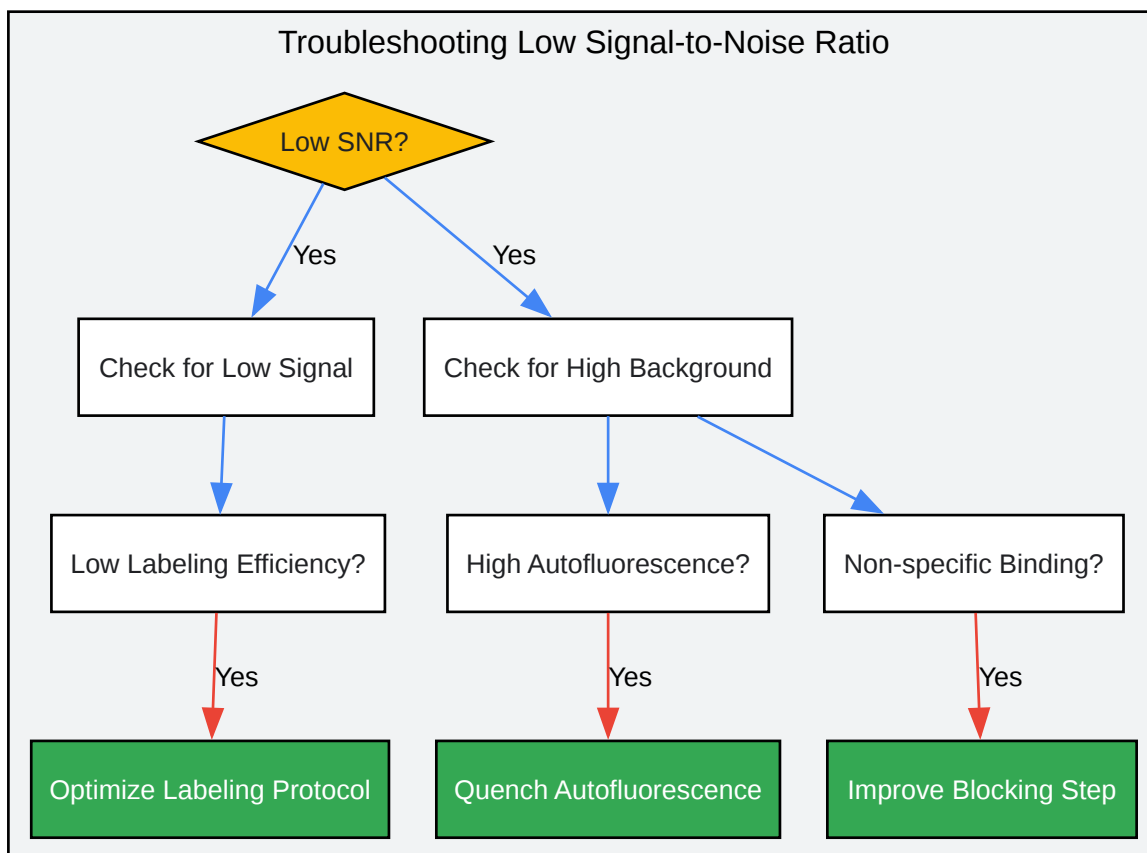 Troubleshooting Low Signal-to-Noise Ratio
Low SNR?
Yes
Yes
Check for Low Signal
Check for High Background
Low Labeling Efficiency?
High Autofluorescence?
Non-specific Binding?
Yes
Yes
Yes
Optimize Labeling Protocol
Quench Autofluorescence
Improve Blocking Step